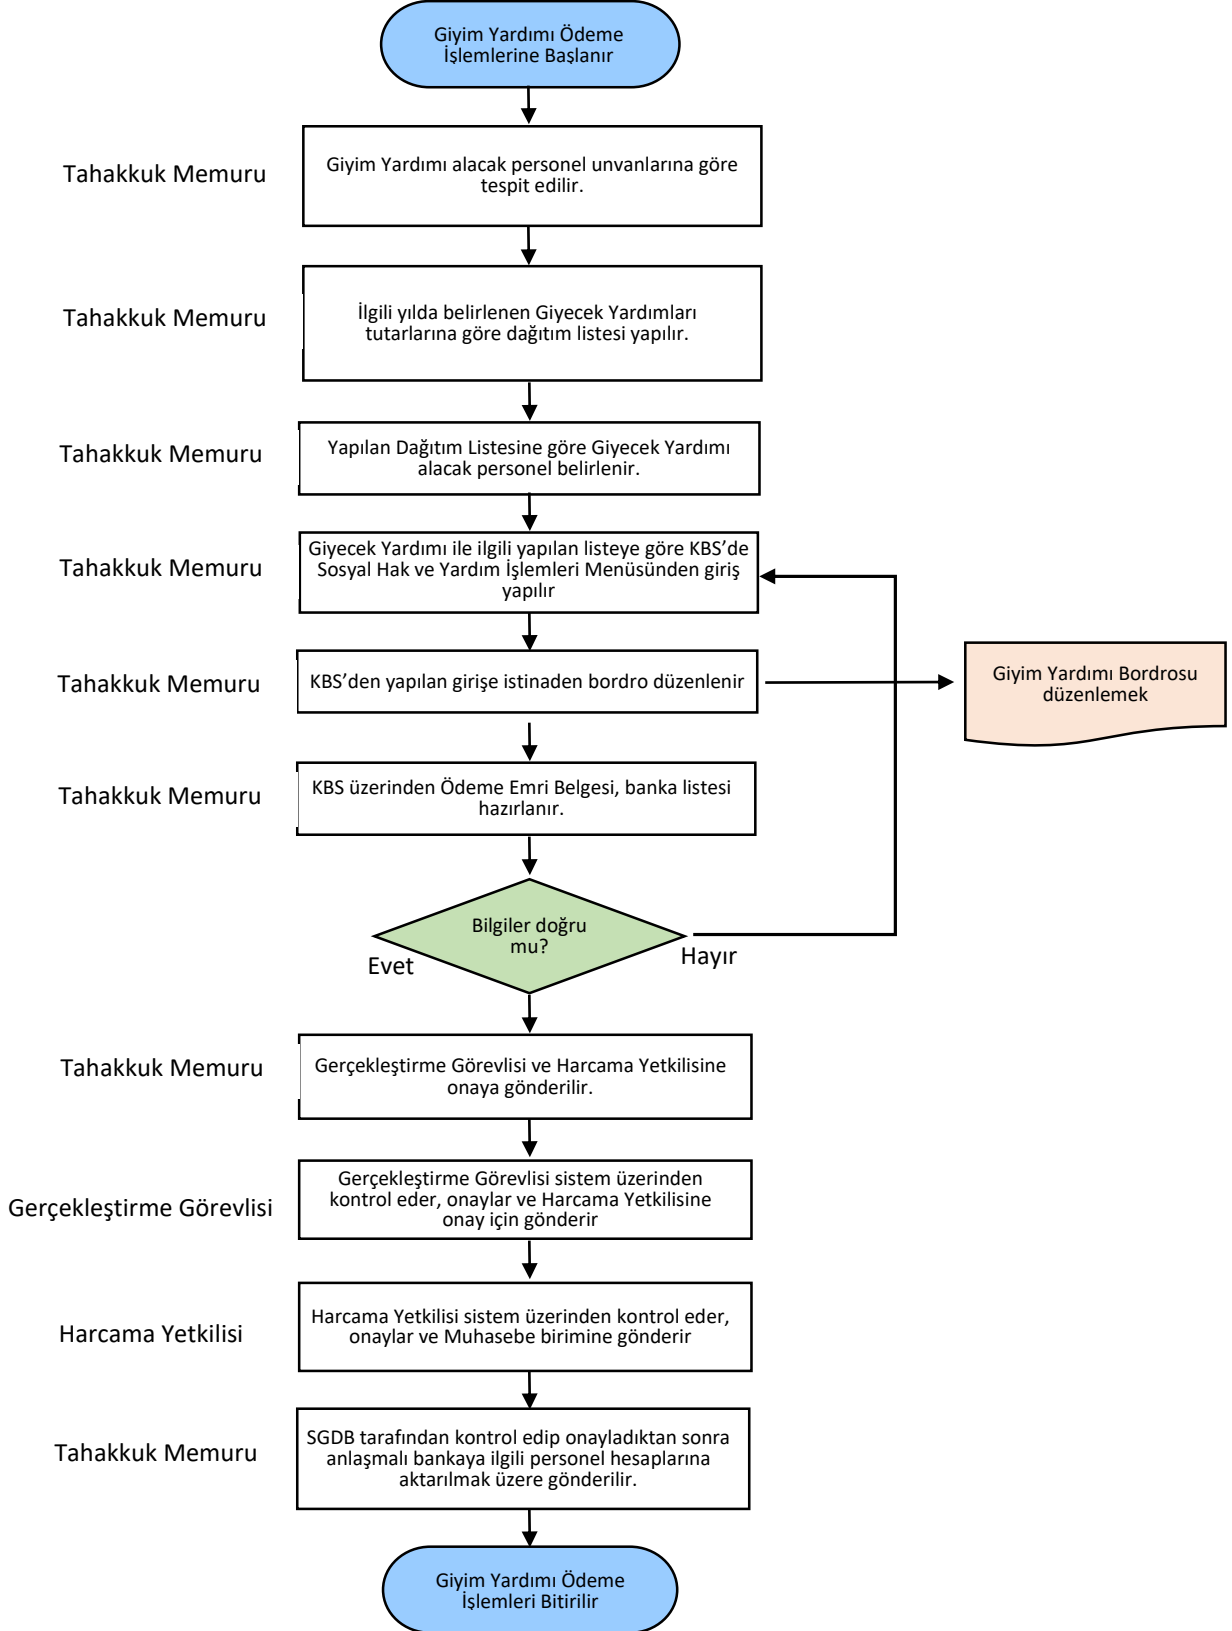 Giyim Yardımı Ödeme
İşlemlerine Başlanır
Tahakkuk Memuru
Giyim Yardımı alacak personel unvanlarına göre
tespit edilir.
Tahakkuk Memuru
İlgili yılda belirlenen Giyecek Yardımları
tutarlarına göre dağıtım listesi yapılır.
Tahakkuk Memuru
Yapılan Dağıtım Listesine göre Giyecek Yardımı
alacak personel belirlenir.
Tahakkuk Memuru
Giyecek Yardımı ile ilgili yapılan listeye göre KBS’de
Sosyal Hak ve Yardım İşlemleri Menüsünden giriş
yapılır
Tahakkuk Memuru
KBS’den yapılan girişe istinaden bordro düzenlenir
Giyim Yardımı Bordrosu
düzenlemek
Tahakkuk Memuru
KBS üzerinden Ödeme Emri Belgesi, banka listesi
hazırlanır.
Bilgiler doğru
mu?
Evet
Hayır
Tahakkuk Memuru
Gerçekleştirme Görevlisi ve Harcama Yetkilisine
onaya gönderilir.
Gerçekleştirme Görevlisi
Gerçekleştirme Görevlisi sistem üzerinden
kontrol eder, onaylar ve Harcama Yetkilisine
onay için gönderir
Harcama Yetkilisi
Harcama Yetkilisi sistem üzerinden kontrol eder,
onaylar ve Muhasebe birimine gönderir
Tahakkuk Memuru
SGDB tarafından kontrol edip onayladıktan sonra
anlaşmalı bankaya ilgili personel hesaplarına
aktarılmak üzere gönderilir.
Giyim Yardımı Ödeme
İşlemleri Bitirilir